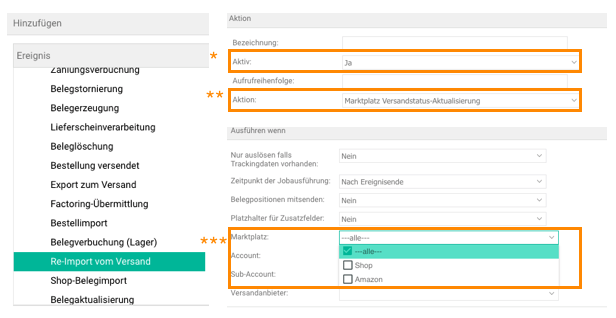 Hinzufügen
Ereignis
Zahlungsverbuchung
Belegstornierung
Belegerzeugung
Lieferscheinverarbeitung
Beleglöschung
Bestellung versendet
Export zum Versand
Factoring-Übermittlung
Bestellimport
Belegverbuchung (Lager)
Re-Import vom Versand
Shop-Belegimport
Belegaktualisierung
Aktion
Bezeichnung:
* Aktiv: Ja
Aufrufreihenfolge:
** Aktion: Marktplatz Versandstatus-Aktualisierung
Ausführen wenn
Nur auslösen falls
Trackingdaten vorhanden: Nein
Zeitpunkt der Jobausführung: Nach Ereignisende
Belegpositionen mitsenden: Nein
Platzhalter für Zusatzfelder: Nein
*** Marktplatz: ---alle---
---alle---
Account:
Shop
Sub-Account:
Amazon
Versandanbieter: